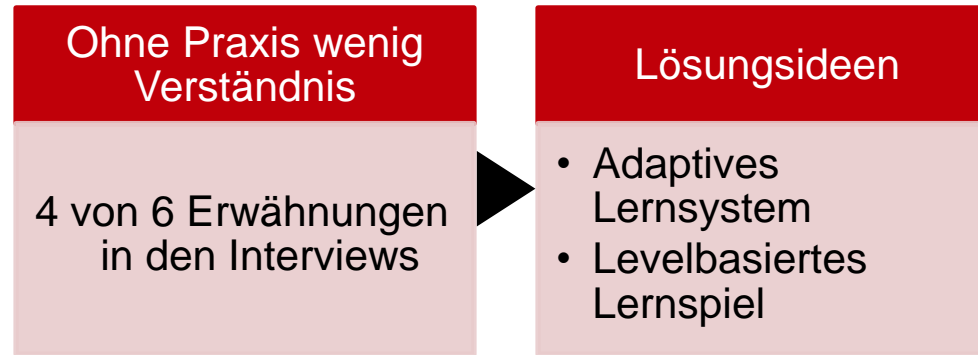 Ohne Praxis wenig
Verständnis
4 von 6 Erwähnungen
in den Interviews
Lösungsideen
• Adaptives
Lernsystem
• Levelbasiertes
Lernspiel